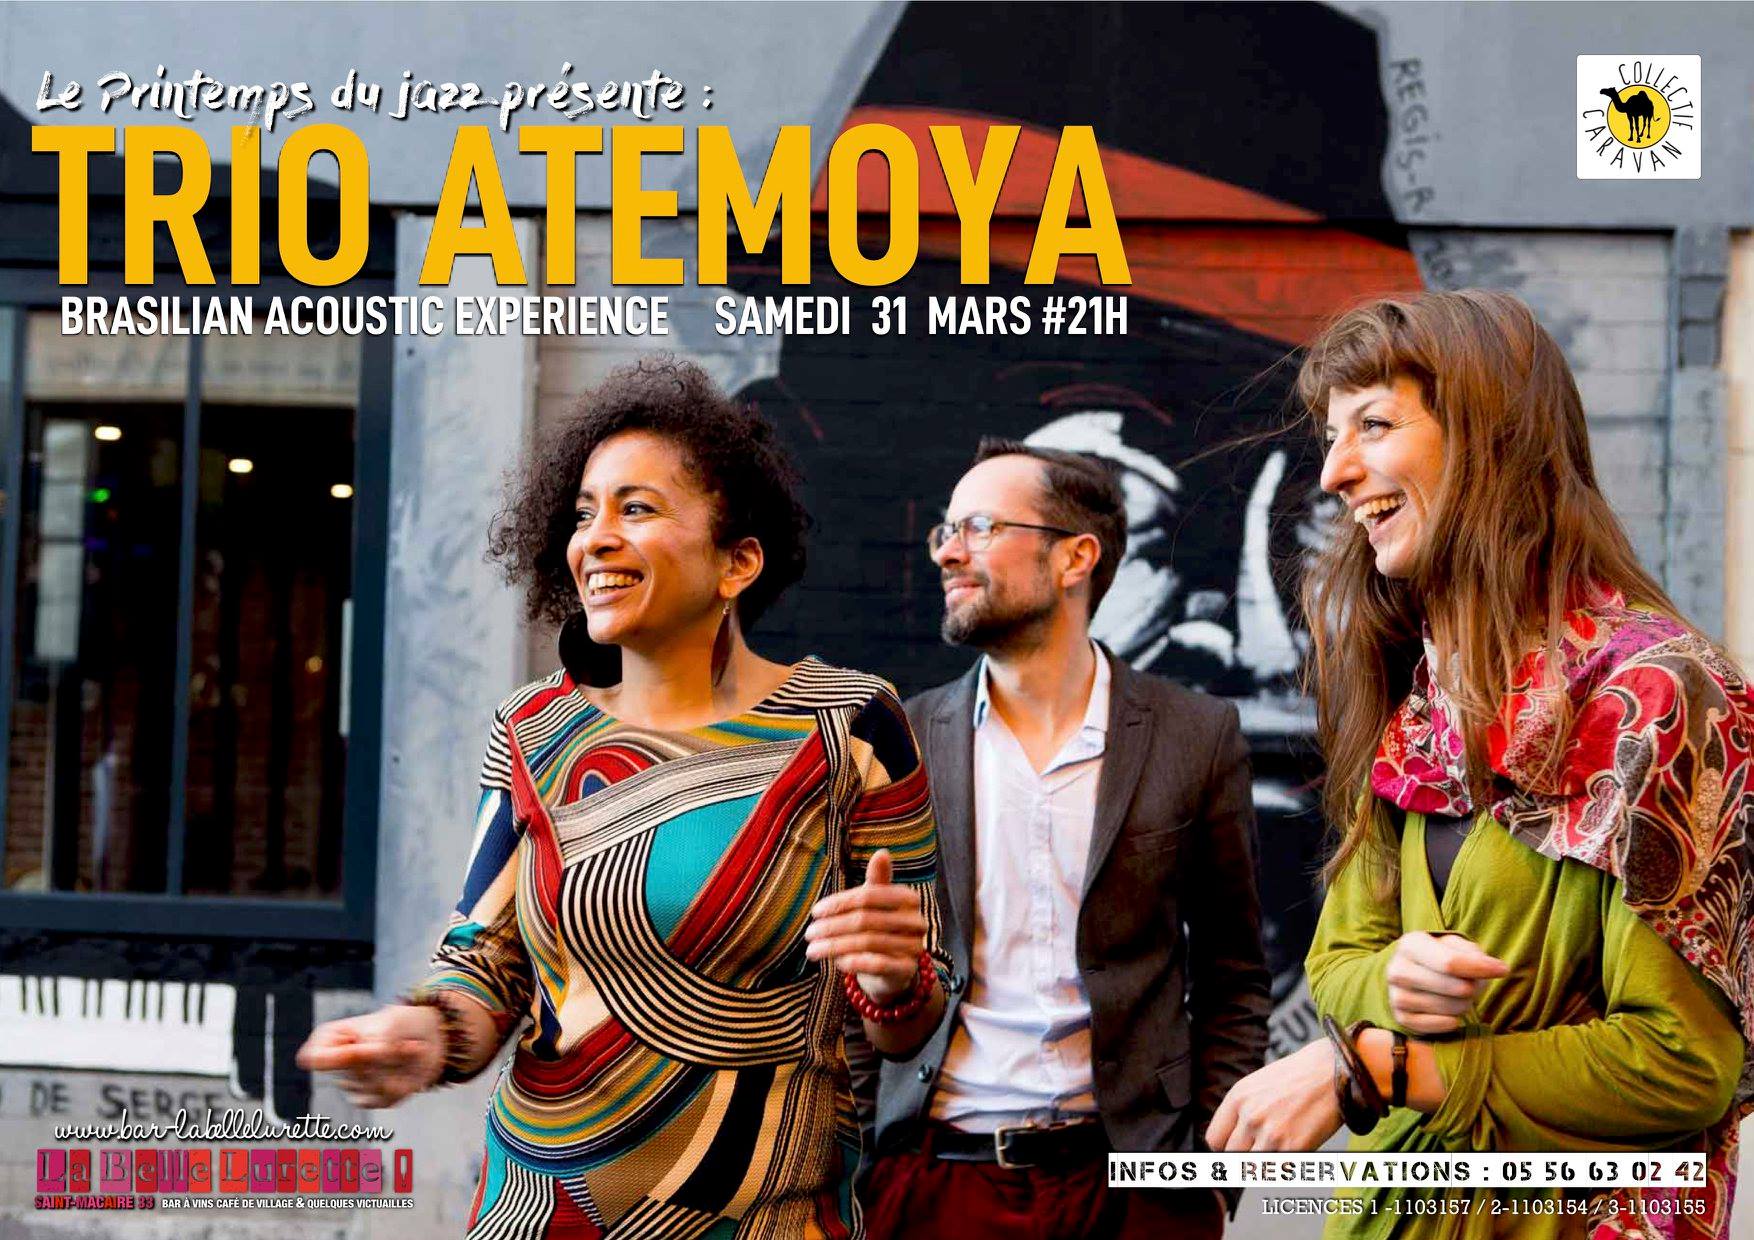 Le Printemps du jazz présente :
TRIO ATEMOYA
BRASILIAN ACOUSTIC EXPERIENCE SAMEDI 31 MARS #21H
COLLECTIF
CARAVAN
REGIS-R
DE SERGE
www.bar-labellelurette.com
La Belle Lurette !
SAINT-MACAIRE 33 BAR À VINS CAFÉ DE VILLAGE & QUELQUES VICTUAILLES
INFOS & RESERVATIONS : 05 56 63 02 42
LICENCES 1 -1103157 / 2-1103154 / 3-1103155